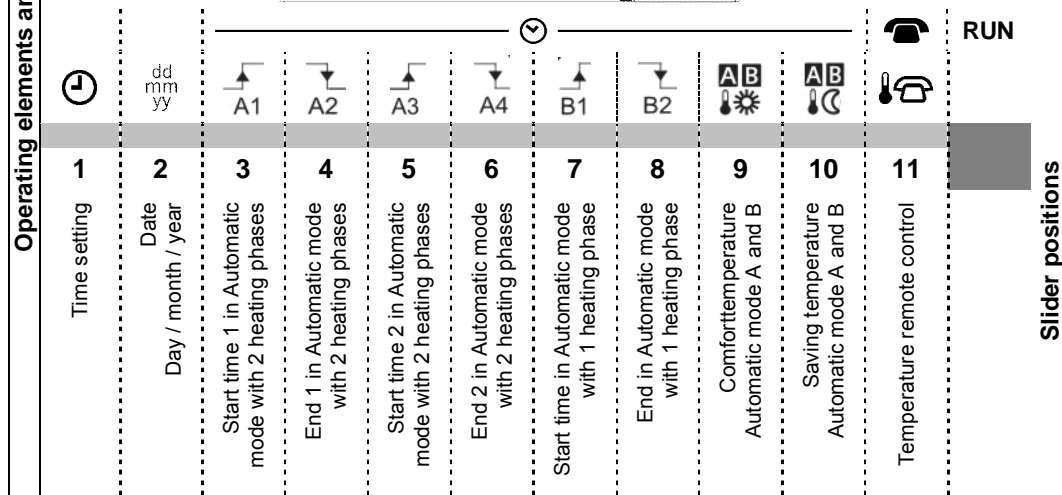 Operating elements
RUN
dd
mm
yy
A1
A2
A3
A4
B1
B2
A B
A B
1
2
3
4
5
6
7
8
9
10
11
Time setting
Date
Day / month / year
Start time 1 in Automatic
mode with 2 heating phases
End 1 in Automatic mode
with 2 heating phases
Start time 2 in Automatic
mode with 2 heating phases
End 2 in Automatic mode
with 2 heating phases
Start time in Automatic mode
with 1 heating phase
End in Automatic mode
with 1 heating phase
Comforttemperature
Automatic mode A and B
Saving temperature
Automatic mode A and B
Temperature remote control
Slider positions